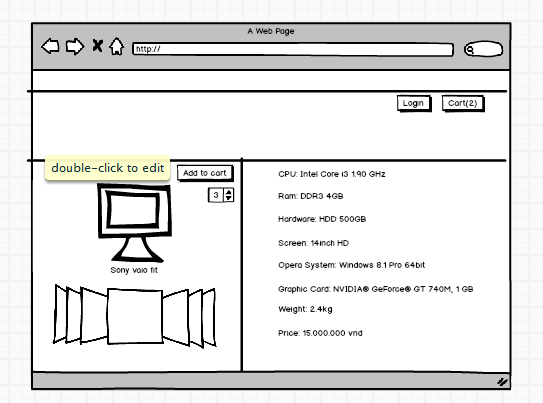 A Web Page
http://
Login
Cart(2)
double-click to edit
Add to cart
3
Sony vaio fit
CPU: Intel Core i3 1.90 GHz
Ram: DDR3 4GB
Hardware: HDD 500GB
Screen: 14inch HD
Opera System: Windows 8.1 Pro 64bit
Graphic Card: NVIDIA® GeForce® GT 740M, 1 GB
Weight: 2.4kg
Price: 15.000.000 vnd